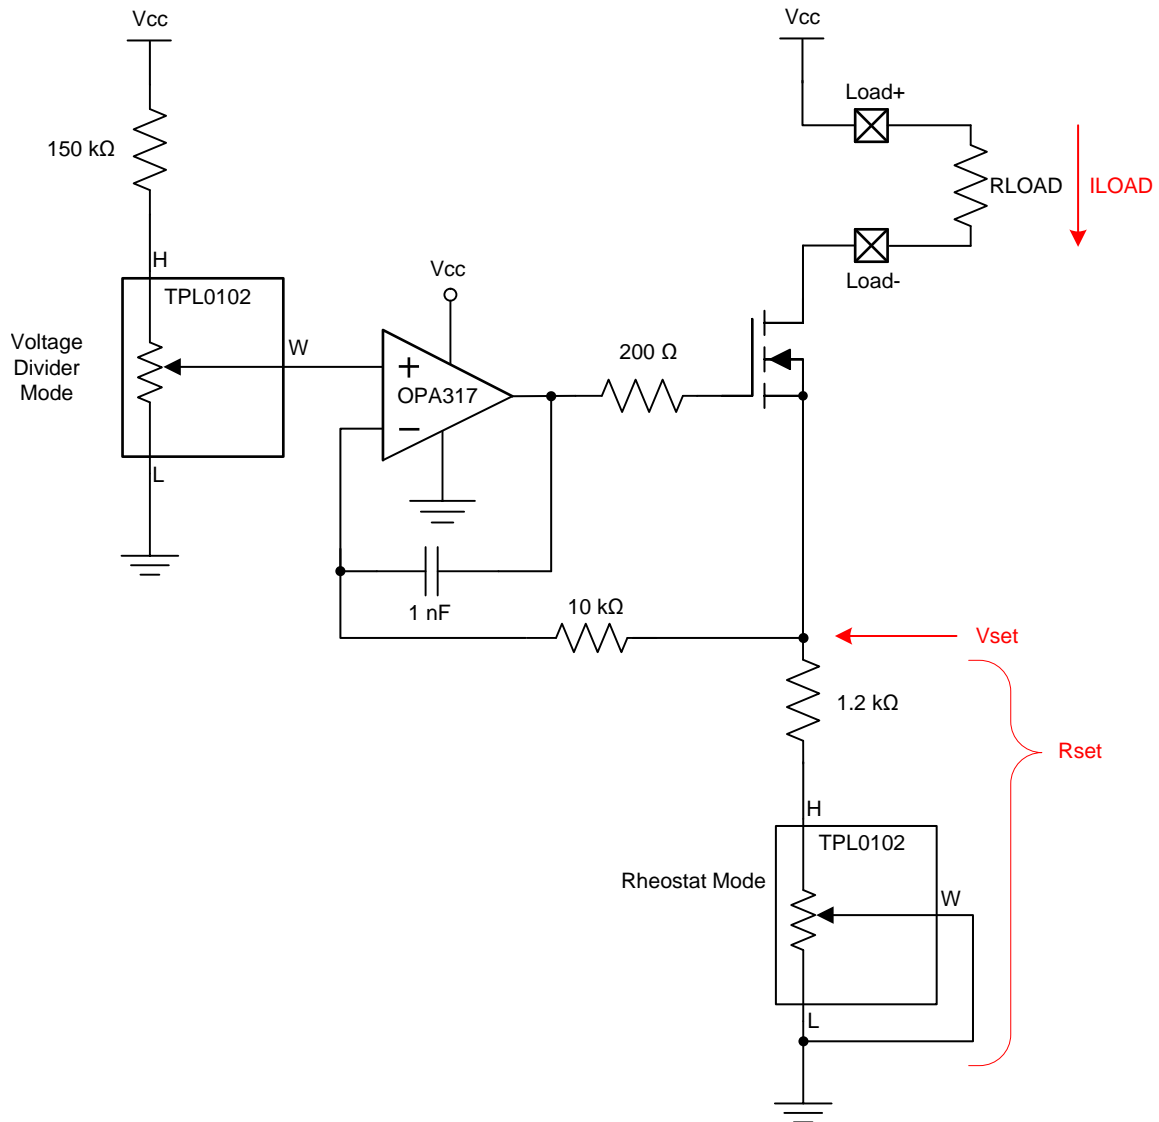 Vcc
Vcc
Load+
150 kΩ
RLOAD
ILOAD
H
Vcc
Load-
TPL0102
Voltage
Divider
Mode
W
200 Ω
+
OPA317
−
L
1 nF
10 kΩ
Vset
1.2 kΩ
Rset
H
TPL0102
Rheostat Mode
W
L